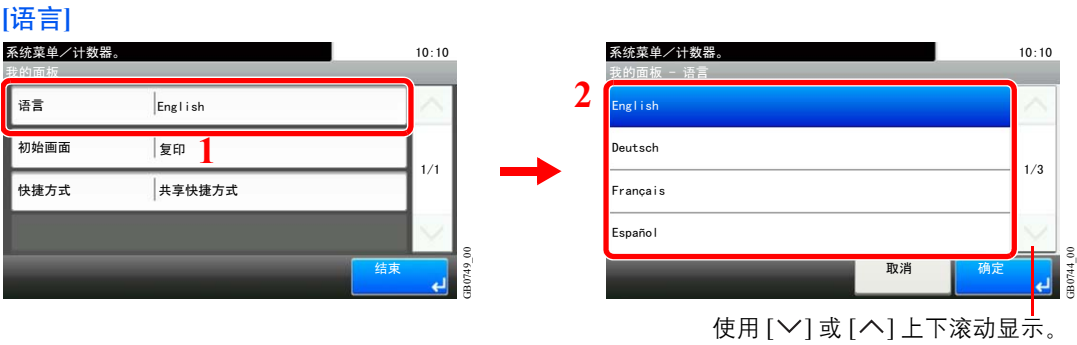 [语言]
系统菜单／计数器。 10:10
我的面板
语言 English
初始画面 复印
1
快捷方式 共享快捷方式
1/1
结束
GB0749_00
系统菜单／计数器。 10:10
我的面板 - 语言
2
English
Deutsch
1/3
Français
Español
取消 确定
GB0744_00
使用 [﹀] 或 [︿] 上下滚动显示。